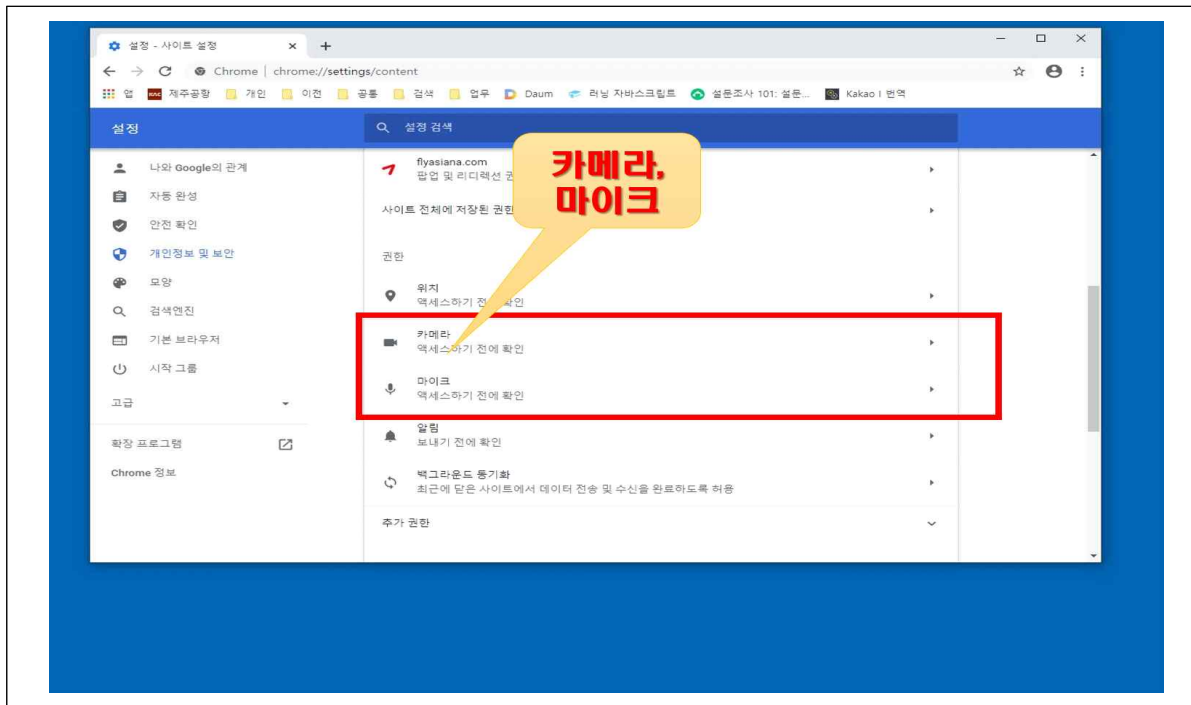 설정 - 사이트 설정
Chrome | chrome://settings/content
앱 제주공항 개인 이전 공통 검색 업무 Daum 러닝 자바스크립트 설문조사 101: 설문... Kakao I 번역
설정
설정 검색
나와 Google의 관계
자동 완성
안전 확인
개인정보 및 보안
모양
검색엔진
기본 브라우저
시작 그룹
고급
확장 프로그램
Chrome 정보
flyasiana.com
팝업 및 리디렉션
사이트 전체에 저장된 권한
카메라,
마이크
권한
위치
액세스하기 전에 확인
카메라
액세스하기 전에 확인
마이크
액세스하기 전에 확인
알림
보내기 전에 확인
백그라운드 동기화
최근에 닫은 사이트에서 데이터 전송 및 수신을 완료하도록 허용
추가 권한